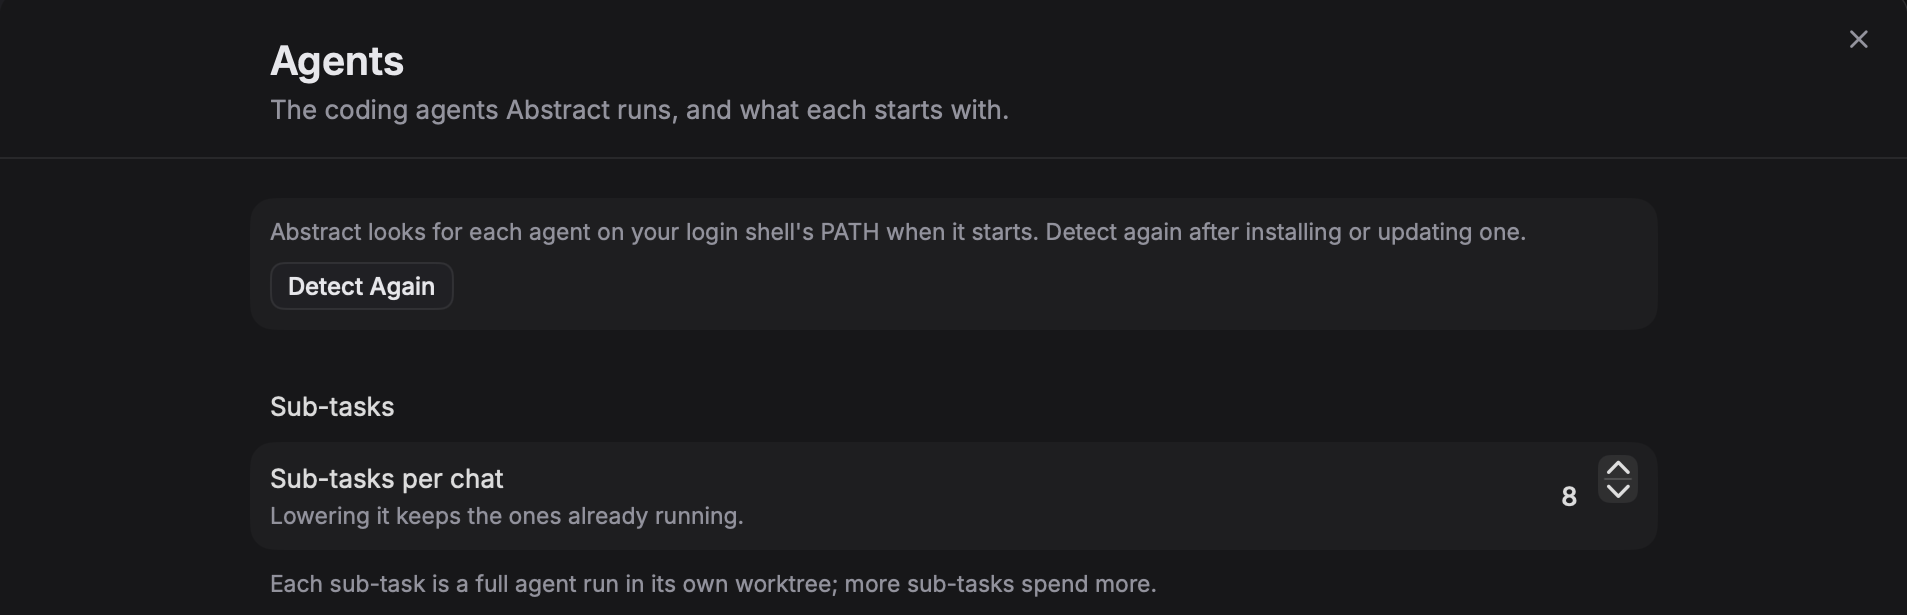 Agents
The coding agents Abstract runs, and what each starts with.
Abstract looks for each agent on your login shell's PATH when it starts. Detect again after installing or updating one.
Detect Again
Sub-tasks
Sub-tasks per chat
8
Lowering it keeps the ones already running.
Each sub-task is a full agent run in its own worktree; more sub-tasks spend more.